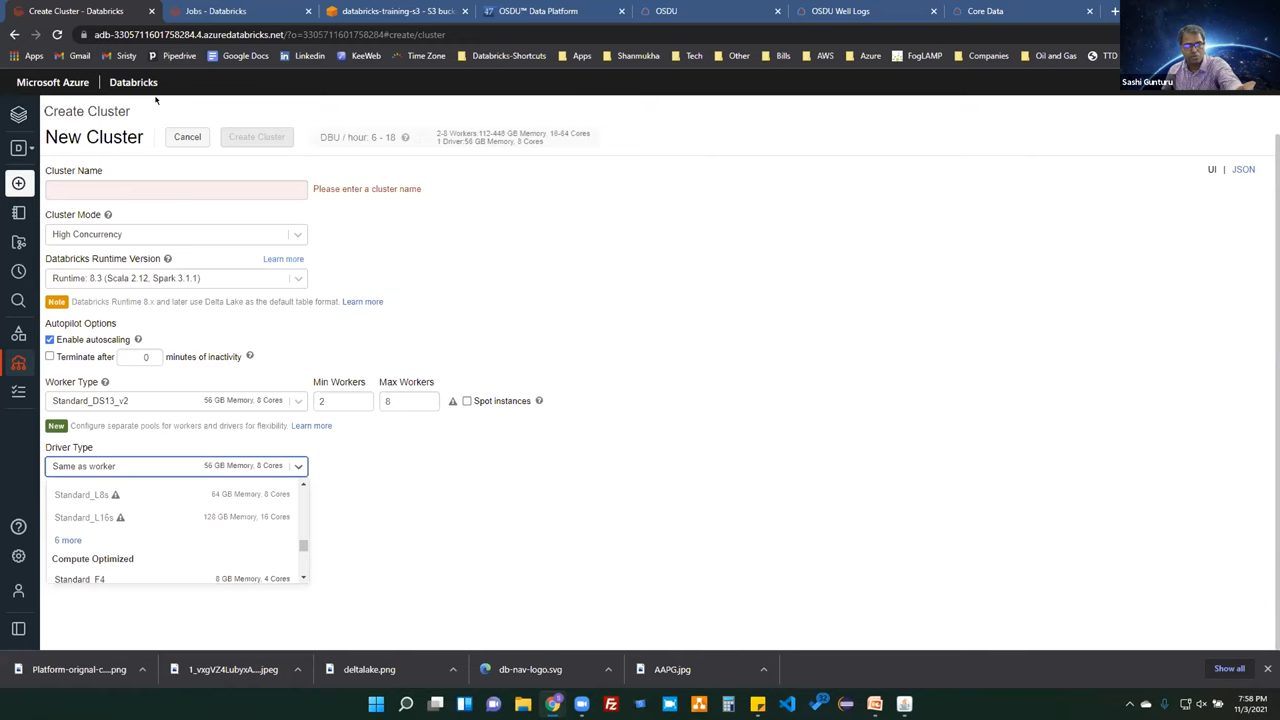 Create Cluster - Databricks
Jobs - Databricks
databricks-training-s3 - S3 buck
OSDU™ Data Platform
OSDU
OSDU Well Logs
Core Data
adb-3305711601758284.4.azuredatabricks.net/?o=3305711601758284#create/cluster
Apps
Gmail
Sristy
Pipedrive
Google Docs
LinkedIn
KeeWeb
Time Zone
Databricks-Shortcuts
Apps
Shanmukha
Tech
Others
Bills
AWS
Azure
FogLAMP
Companies
Oil and Gas
TTD
Sashi Gunturu
Microsoft Azure | Databricks
Create Cluster
New Cluster
Cancel
Create Cluster
DBU / hour: 6 - 18
2-8 Workers:112-448 GB Memory, 16-64 Cores
1 Driver:56 GB Memory, 8 Cores
UI | JSON
Cluster Name
Please enter a cluster name
Cluster Mode
High Concurrency
Databricks Runtime Version
Learn more
Runtime: 8.3 (Scala 2.12, Spark 3.1.1)
Note Databricks Runtime 8.x and later use Delta Lake as the default table format. Learn more
Autopilot Options
Enable autoscaling
Terminate after 0 minutes of inactivity
Worker Type Min Workers Max Workers
Standard_DS13_v2 56 GB Memory, 8 Cores 2 8 Spot instances
New Configure separate pools for workers and drivers for flexibility. Learn more
Driver Type
Same as worker 56 GB Memory, 8 Cores
Standard_L8s 64 GB Memory, 8 Cores
Standard_L16s 128 GB Memory, 16 Cores
6 more
Compute Optimized
Standard_F4 8 GB Memory, 4 Cores
Platform-orignal-c....png
1_vxgVZ4LubyxA....jpeg
deltalake.png
db-nav-logo.svg
AAPG.jpg
Show all
7:58 PM
11/3/2021